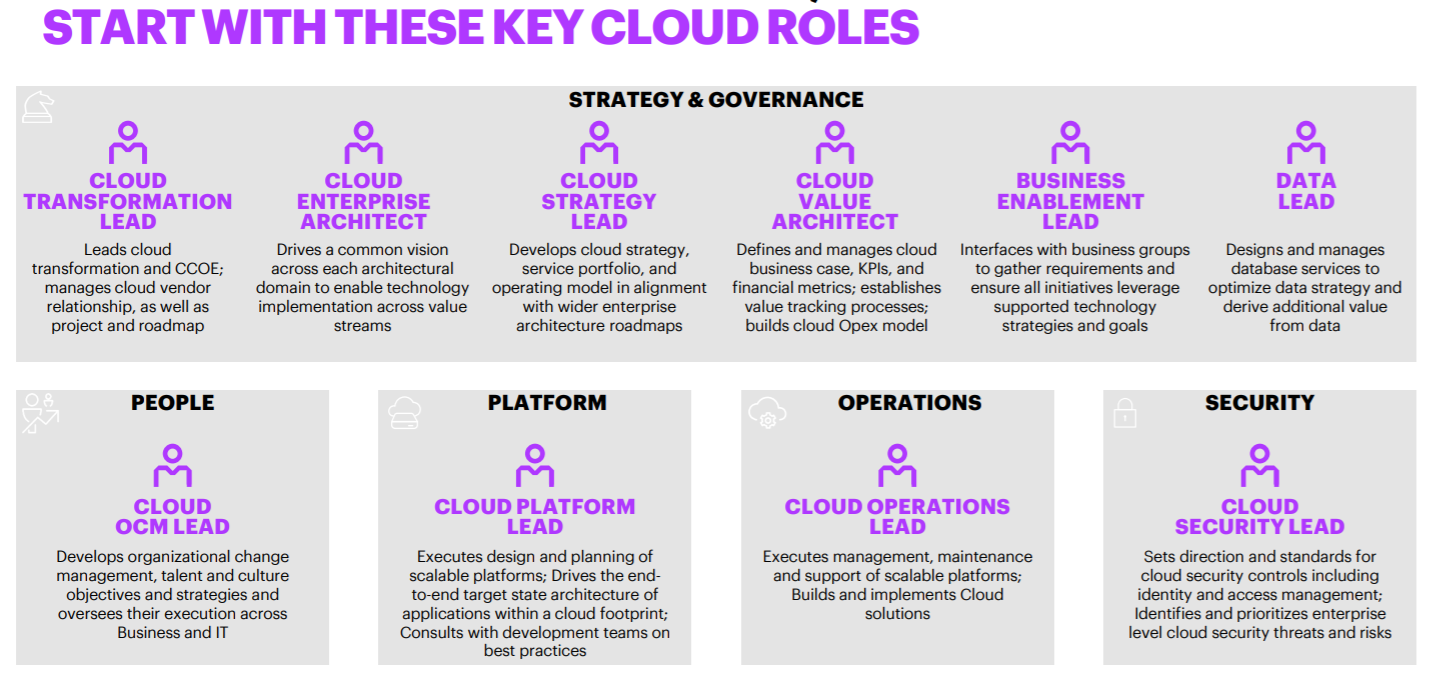 START WITH THESE KEY CLOUD ROLES
STRATEGY & GOVERNANCE
CLOUD
TRANSFORMATION
LEAD
Leads cloud
transformation and CCOE;
manages cloud vendor
relationship, as well as
project and roadmap
CLOUD
ENTERPRISE
ARCHITECT
Drives a common vision
across each architectural
domain to enable technology
implementation across value
streams
CLOUD
STRATEGY
LEAD
Develops cloud strategy,
service portfolio, and
operating model in alignment
with wider enterprise
architecture roadmaps
CLOUD
VALUE
ARCHITECT
Defines and manages cloud
business case, KPIs, and
financial metrics; establishes
value tracking processes;
builds cloud Opex model
BUSINESS
ENABLEMENT
LEAD
Interfaces with business groups
to gather requirements and
ensure all initiatives leverage
supported technology
strategies and goals
DATA
LEAD
Designs and manages
database services to
optimize data strategy and
derive additional value
from data
PEOPLE
CLOUD
OCM LEAD
Develops organizational change
management, talent and culture
objectives and strategies and
oversees their execution across
Business and IT
PLATFORM
CLOUD PLATFORM
LEAD
Executes design and planning of
scalable platforms; Drives the end-
to-end target state architecture of
applications within a cloud footprint;
Consults with development teams on
best practices
OPERATIONS
CLOUD OPERATIONS
LEAD
Executes management, maintenance
and support of scalable platforms;
Builds and implements Cloud
solutions
SECURITY
CLOUD
SECURITY LEAD
Sets direction and standards for
cloud security controls including
identity and access management;
Identifies and prioritizes enterprise
level cloud security threats and risks